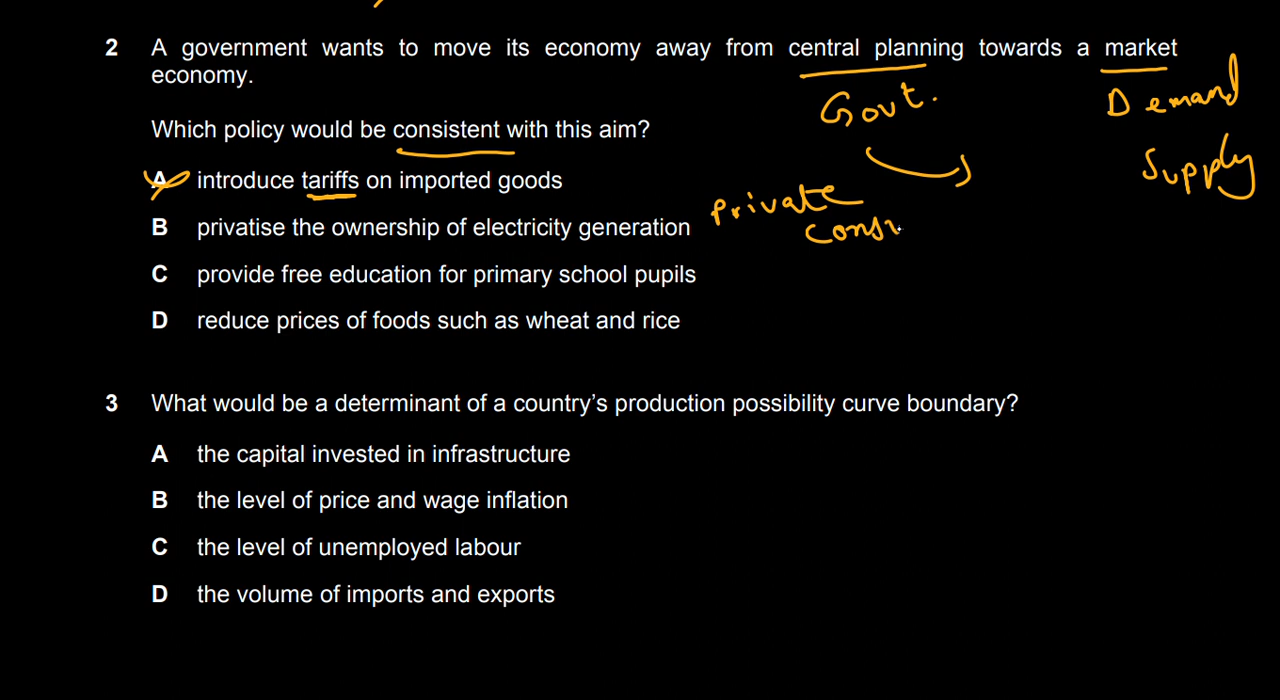 2 A government wants to move its economy away from central planning towards a market
economy.
Govt.
Demand
Which policy would be consistent with this aim?
Supply
A introduce tariffs on imported goods
Private
B privatise the ownership of electricity generation
C provide free education for primary school pupils
D reduce prices of foods such as wheat and rice
3 What would be a determinant of a country's production possibility curve boundary?
A the capital invested in infrastructure
B the level of price and wage inflation
C the level of unemployed labour
D the volume of imports and exports